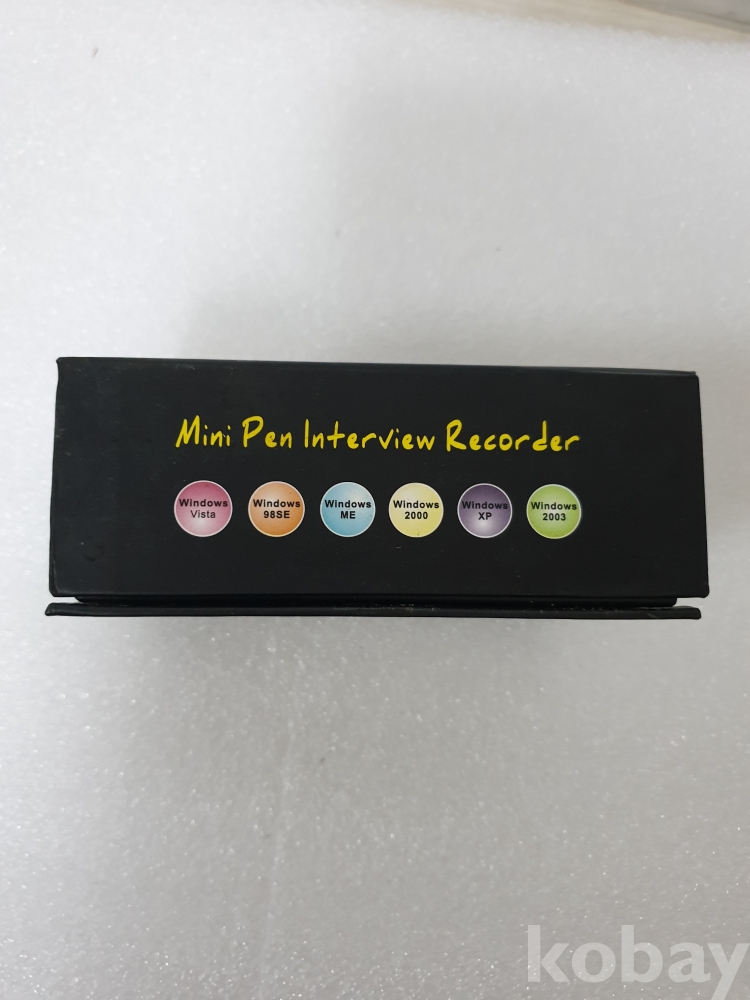 Mini Pen Interview Recorder
Windows Vista
Windows 98SE
Windows ME
Windows 2000
Windows XP
Windows 2003
kobay